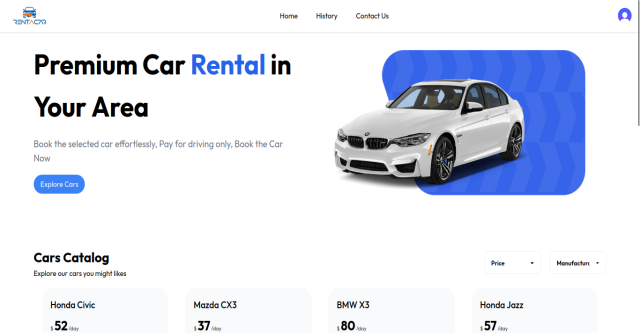 RENTACAR
Home
History
Contact Us
Premium Car Rental in
Your Area
Book the selected car effortlessly, Pay for driving only, Book the Car
Now
Explore Cars
Cars Catalog
Explore our cars you might likes
Price
Manufacture
Honda Civic
$ 52 /day
Mazda CX3
$ 37 /day
BMW X3
$ 80 /day
Honda Jazz
$ 57 /day